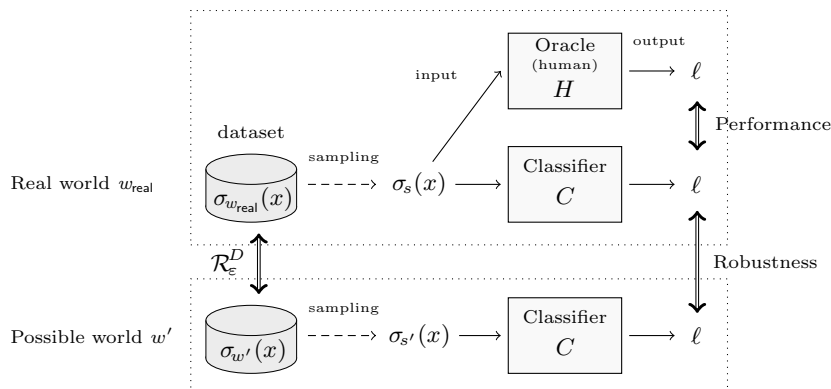 Oracle
(human)
H
output
ℓ
input
Performance
dataset
sampling
Real world w_real
σ_{w_real}(x)
σ_s(x)
Classifier
C
ℓ
R_ε^D
Robustness
sampling
Possible world w'
σ_{w'}(x)
σ_{s'}(x)
Classifier
C
ℓ